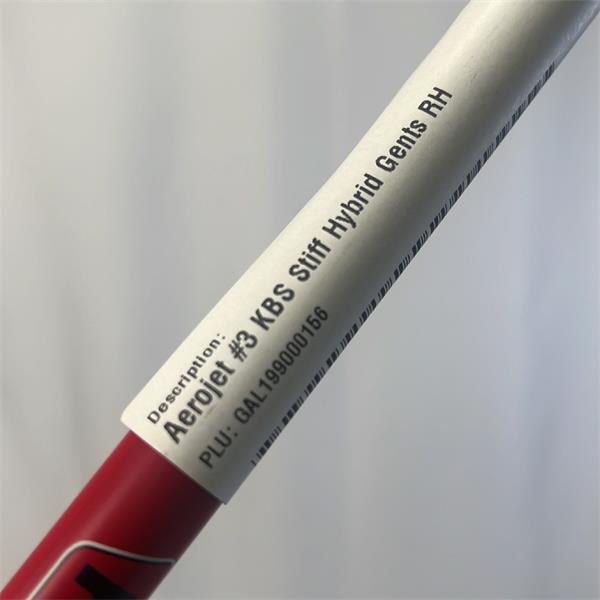 Description:
Aerojet #3 KBS Stiff Hybrid Gents RH
PLU: GAL199000156